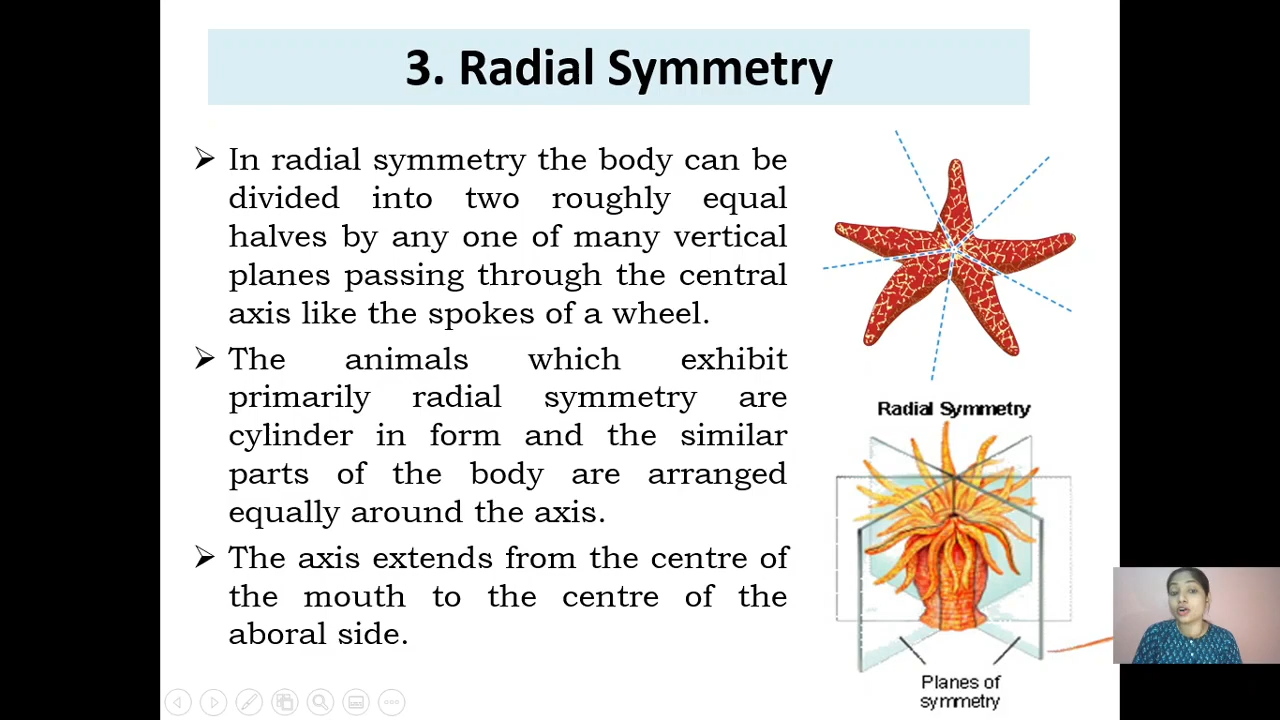 3. Radial Symmetry
➢ In radial symmetry the body can be
divided into two roughly equal
halves by any one of many vertical
planes passing through the central
axis like the spokes of a wheel.
➢ The animals which exhibit
primarily radial symmetry are
cylinder in form and the similar
parts of the body are arranged
equally around the axis.
➢ The axis extends from the centre of
the mouth to the centre of the
aboral side.
Radial Symmetry
Planes of
symmetry